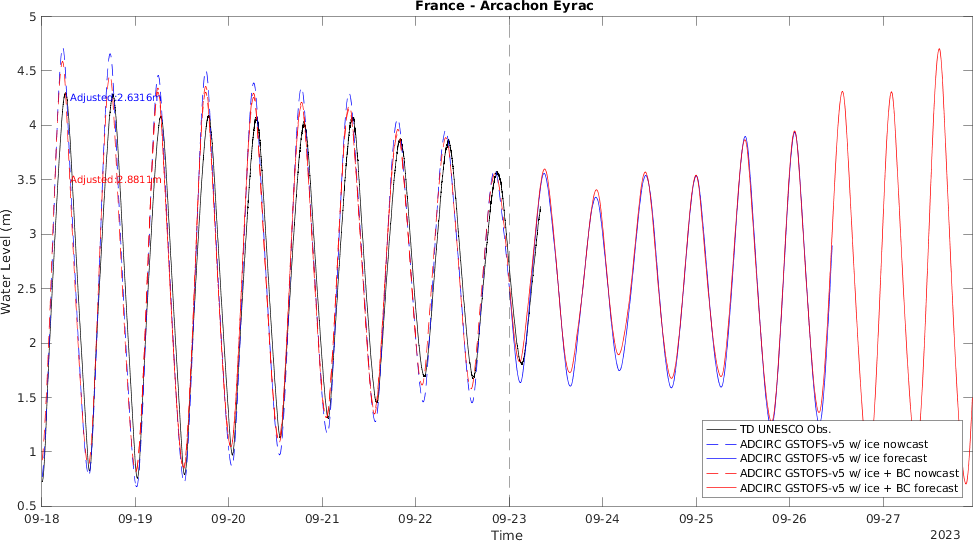 France - Arcachon Eyrac
Water Level (m)
5
4.5
4
3.5
3
2.5
2
1.5
1
0.5
Adjusted:2.6316m
Adjusted:2.8811m
TD UNESCO Obs.
ADCIRC GSTOFS-v5 w/ ice nowcast
ADCIRC GSTOFS-v5 w/ ice forecast
ADCIRC GSTOFS-v5 w/ ice + BC nowcast
ADCIRC GSTOFS-v5 w/ ice + BC forecast
09-18 09-19 09-20 09-21 09-22 09-23 09-24 09-25 09-26 09-27
Time
2023